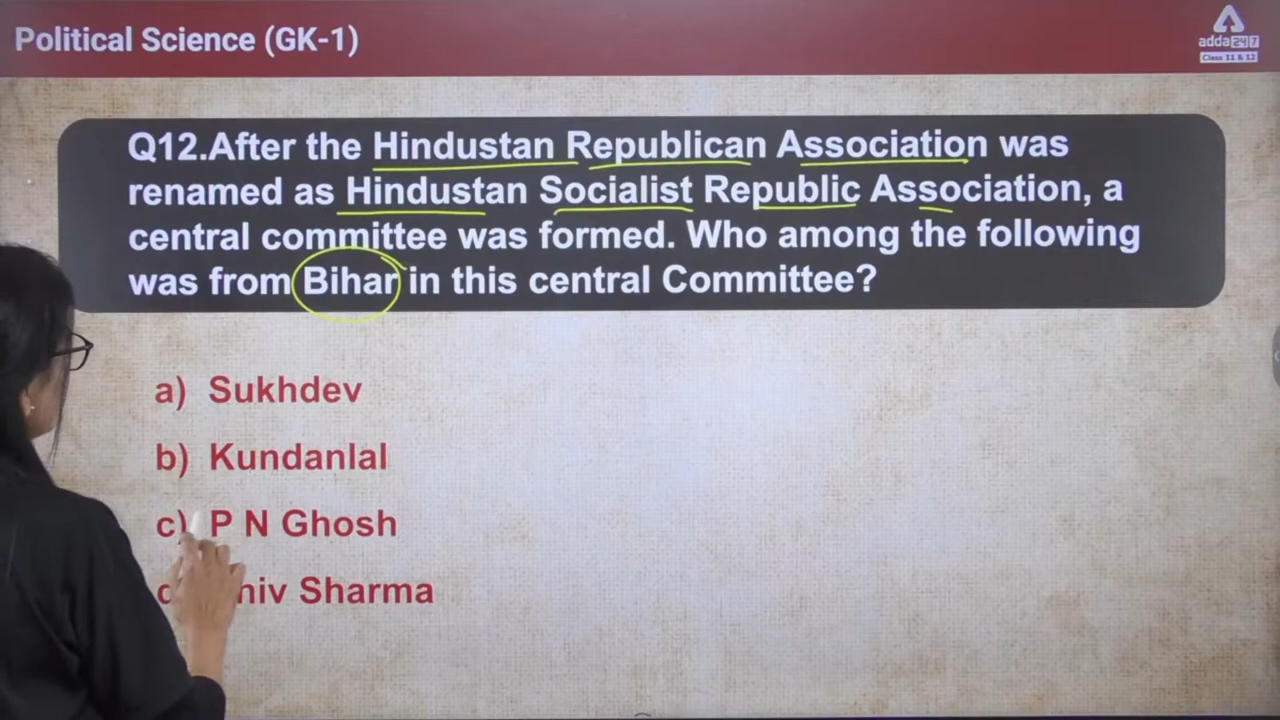 Political Science (GK-1)
adda247
Class 11 & 12
Q12.After the Hindustan Republican Association was
renamed as Hindustan Socialist Republic Association, a
central committee was formed. Who among the following
was from Bihar in this central Committee?
a) Sukhdev
b) Kundanlal
c) P N Ghosh
Sharma